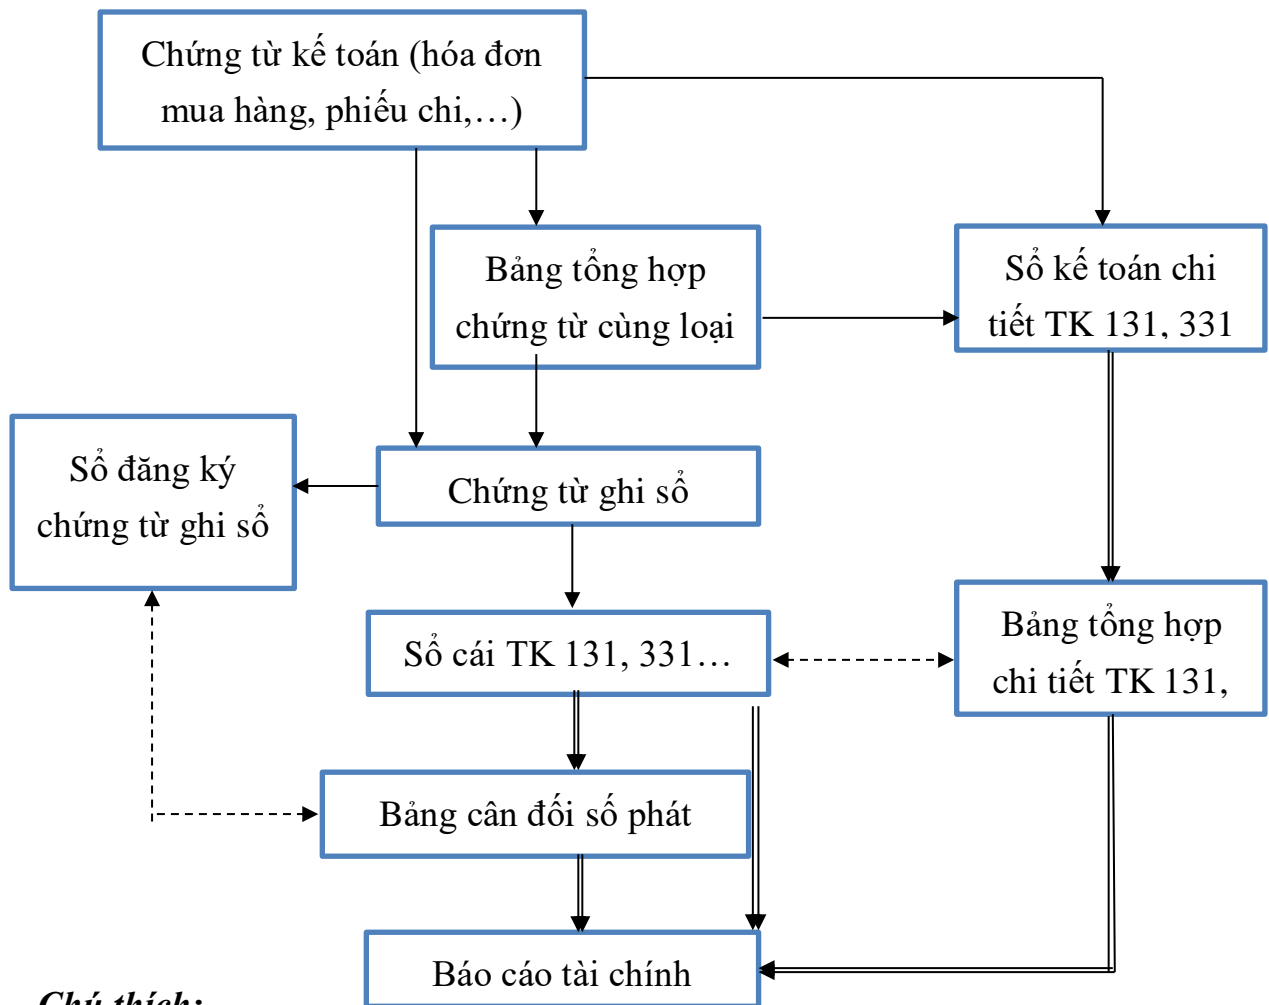 Chứng từ kế toán (hóa đơn
mua hàng, phiếu chi,…)
Bảng tổng hợp
chứng từ cùng loại
Sổ kế toán chi
tiết TK 131, 331
Sổ đăng ký
chứng từ ghi sổ
Chứng từ ghi sổ
Sổ cái TK 131, 331…
Bảng tổng hợp
chi tiết TK 131,
Bảng cân đối số phát
Báo cáo tài chính
Chú thích: